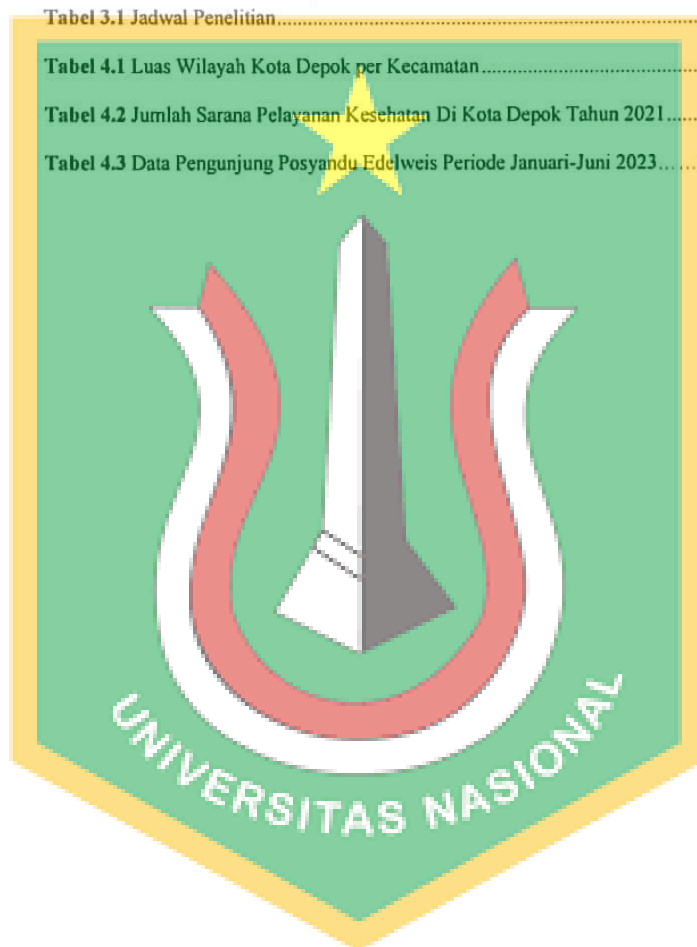 Tabel 3.1 Jadwal Penelitian..........................................................................................
Tabel 4.1 Luas Wilayah Kota Depok per Kecamatan..............................................
Tabel 4.2 Jumlah Sarana Pelayanan Kesehatan Di Kota Depok Tahun 2021......
Tabel 4.3 Data Pengunjung Posyandu Edelweis Periode Januari-Juni 2023.......
UNIVERSITAS NASIONAL